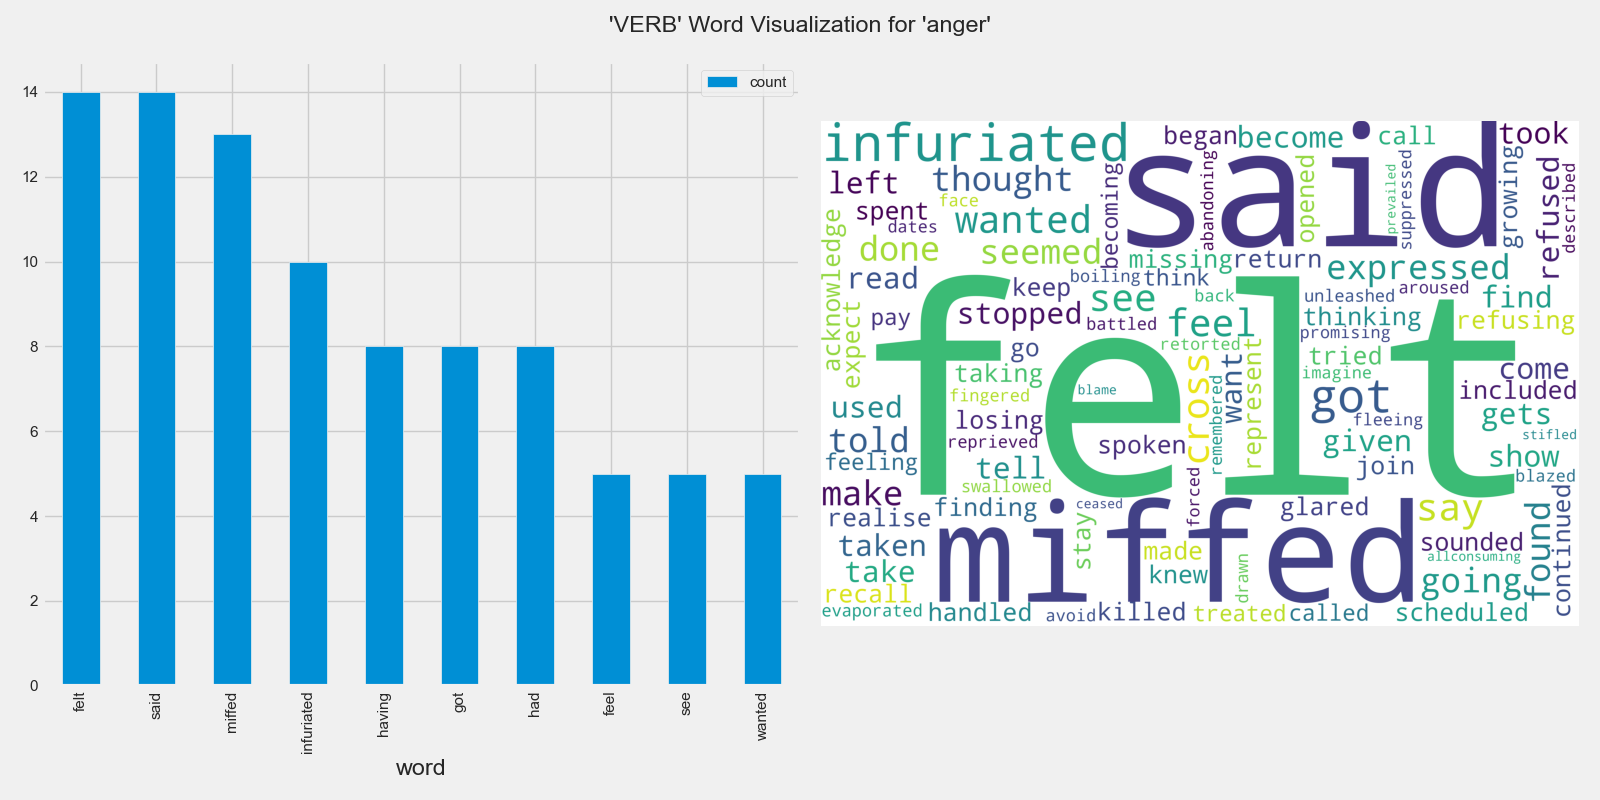 'VERB' Word Visualization for 'anger'
count
14
12
10
8
6
4
2
0
felt
said
miffed
infuriated
having
got
had
feel
see
wanted
word
infuriated
began
become
call
took
said
left
thought
spent
face
dates
wanted
becoming
abandoning
opened
prevailed
suppressed
growing
refused
described
acknowledge
done
seemed
missing
return
expressed
read
boiling
think
keep
see
back
unleashed
aroused
find
pay
stopped
battled
feel
thinking
refusing
promising
expect
go
retorted
tried
felt
taking
imagine
come
cross
want
fingered
blame
got
included
used
losing
remembered
represent
fleeing
gets
told
reprieved
spoken
given
stifled
feeling
tell
join
show
swallowed
blazed
make
finding
ceased
forced
glared
say
found
continued
realise
miffed
stay
sounded
taken
made
allconsuming
take
knew
drawn
going
recall
evaporated
handled
avoid
killed
treated
called
scheduled